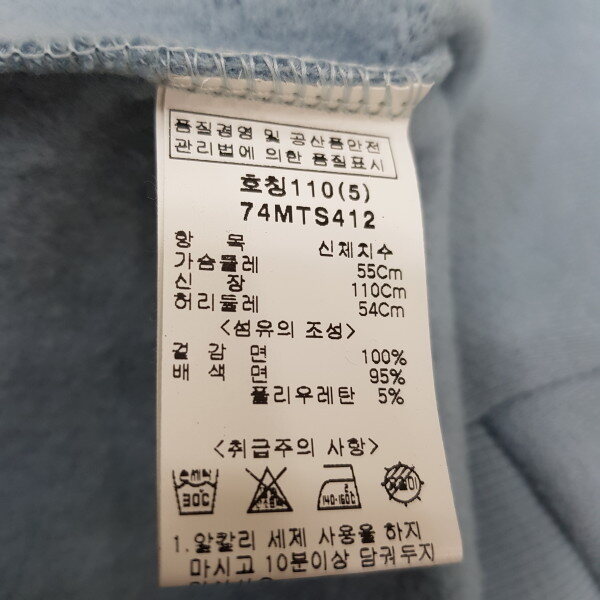 품질경영 및 공산품안전
관리법에 의한 품질표시
호칭110(5)
74MTS412
항 목 신체치수
가슴둘레 55Cm
신 장 110Cm
허리둘레 54Cm
<섬유의 조성>
겉 감 면 100%
배 색 면 95%
폴리우레탄 5%
<취급주의 사항>
30℃ 140-160℃ 2
1.알칼리 세제 사용을 하지
마시고 10분이상 담궈두지